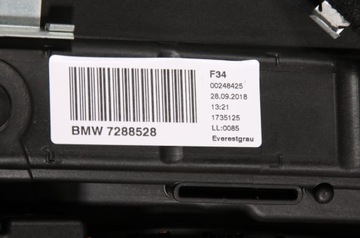 F34
00248425
28.09.2018
13:21
1735125
LL:0085
BMW 7288528
Everestgrau